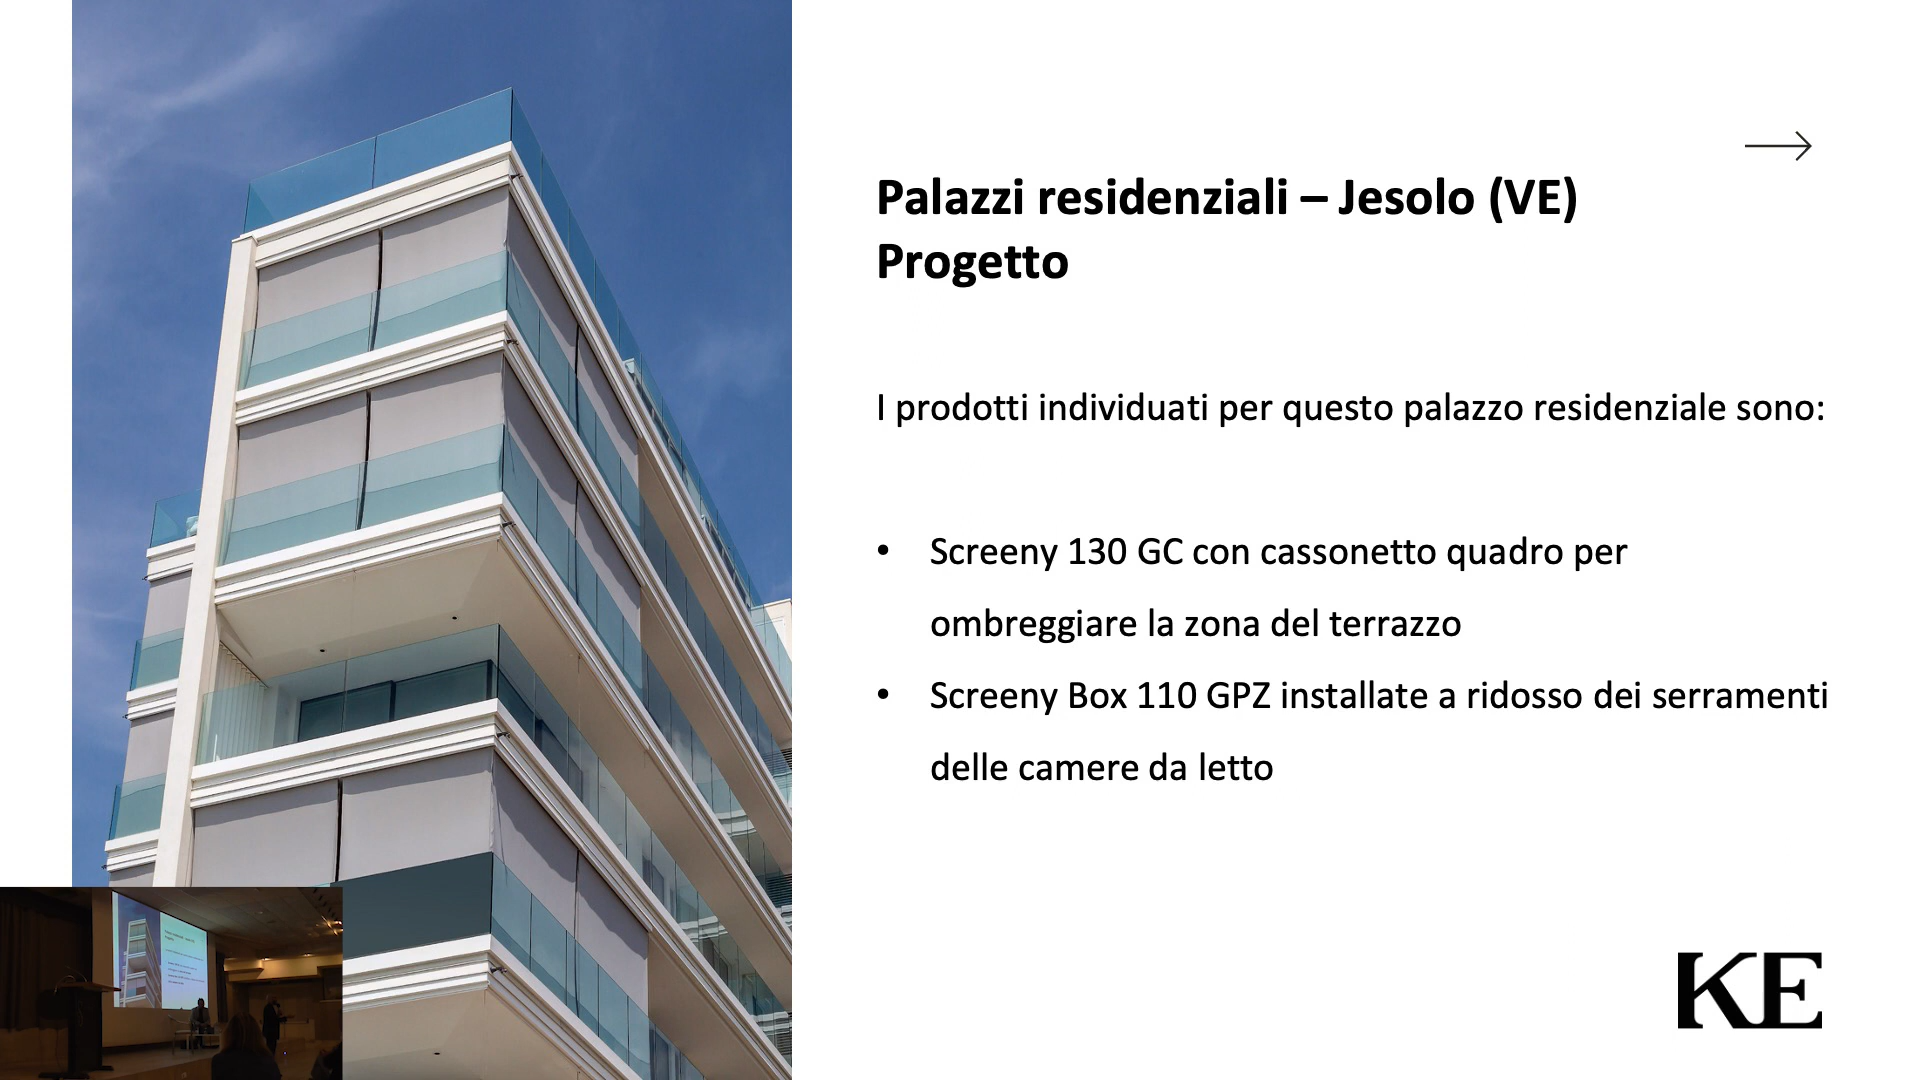 Palazzi residenziali – Jesolo (VE)
Progetto
I prodotti individuati per questo palazzo residenziale sono:
• Screeny 130 GC con cassonetto quadro per
ombreggiare la zona del terrazzo
• Screeny Box 110 GPZ installate a ridosso dei serramenti
delle camere da letto
KE